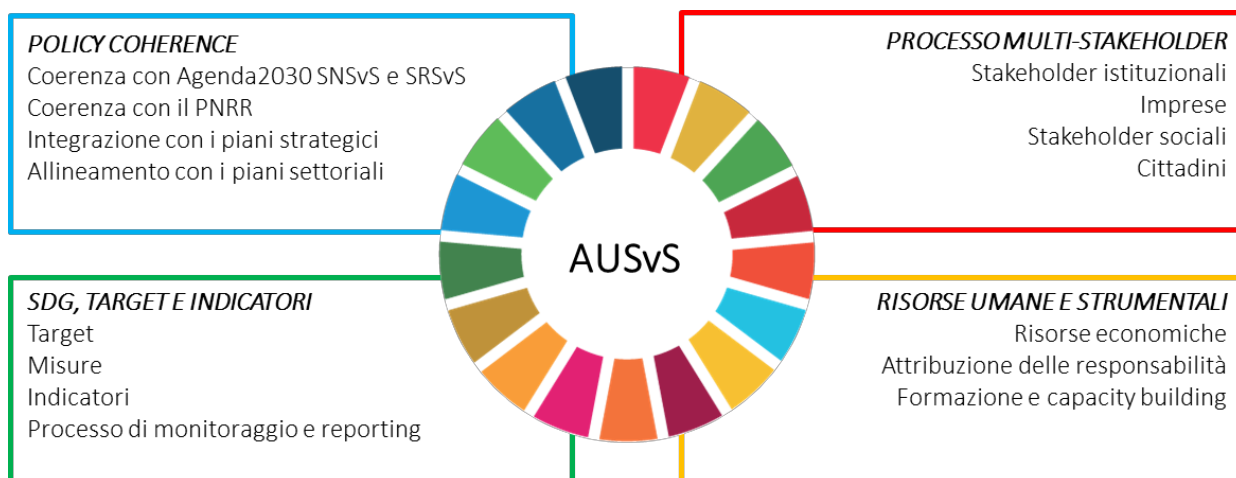 POLICY COHERENCE
Coerenza con Agenda2030 SNSvS e SRSvS
Coerenza con il PNRR
Integrazione con i piani strategici
Allineamento con i piani settoriali
PROCESSO MULTI-STAKEHOLDER
Stakeholder istituzionali
Imprese
Stakeholder sociali
Cittadini
AUSvS
SDG, TARGET E INDICATORI
Target
Misure
Indicatori
Processo di monitoraggio e reporting
RISORSE UMANE E STRUMENTALI
Risorse economiche
Attribuzione delle responsabilità
Formazione e capacity building